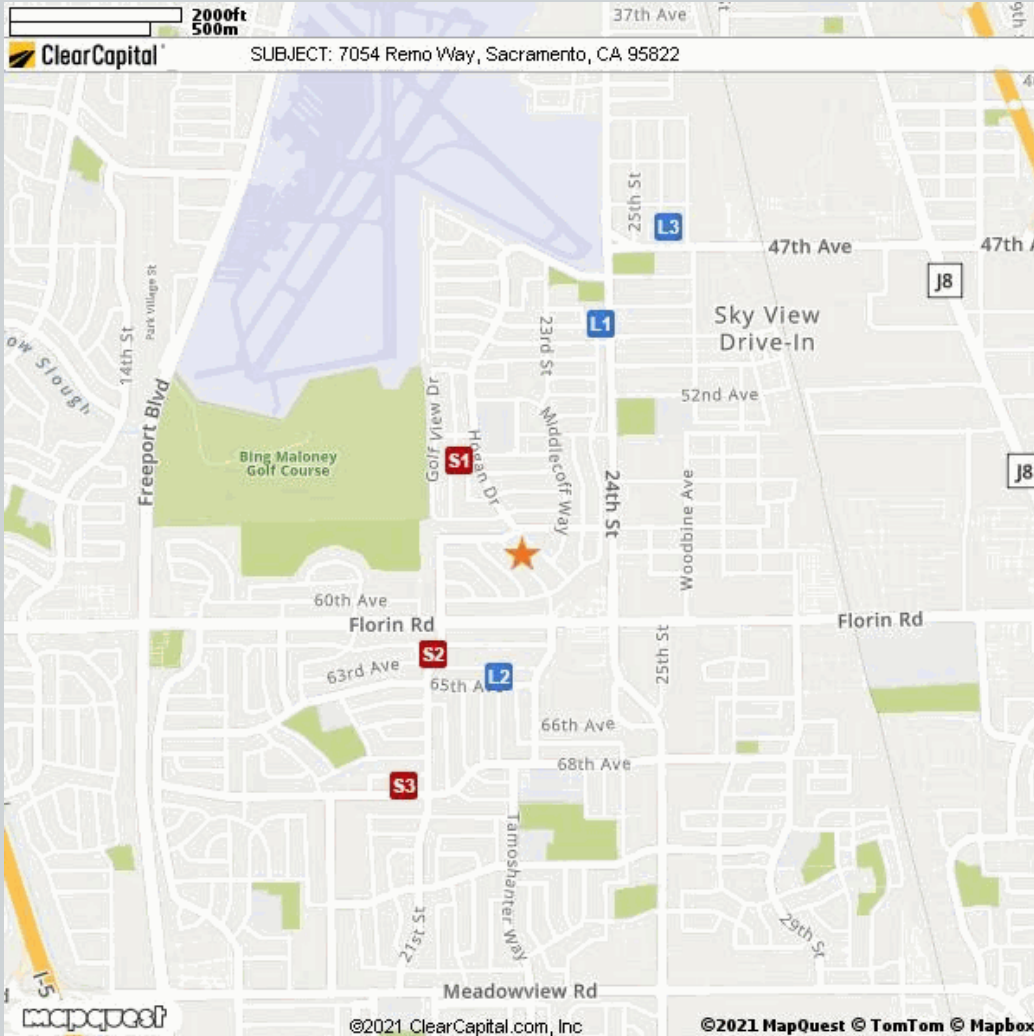 2000ft
500m
37th Ave
ClearCapital
SUBJECT: 7054 Remo Way, Sacramento, CA 95822
25th St
L3
47th Ave
47th
J8
Park Village St
14th St
L1
23rd St
Sky View
Drive-In
52nd Ave
Slough
Freeport Blvd
Golf View Dr
Hogan Dr
Middlecoff Way
Bing Maloney
Golf Course
S1
24th St
Woodbine Ave
J8
60th Ave
Florin Rd
Florin Rd
S2
63rd Ave
65th
L2
25th St
66th Ave
68th Ave
S3
Tamoshanter Way
21st St
29th St
I-5
Meadowview Rd
mapquest
©2021 ClearCapital.com, Inc
©2021 MapQuest © TomTom © Mapbo